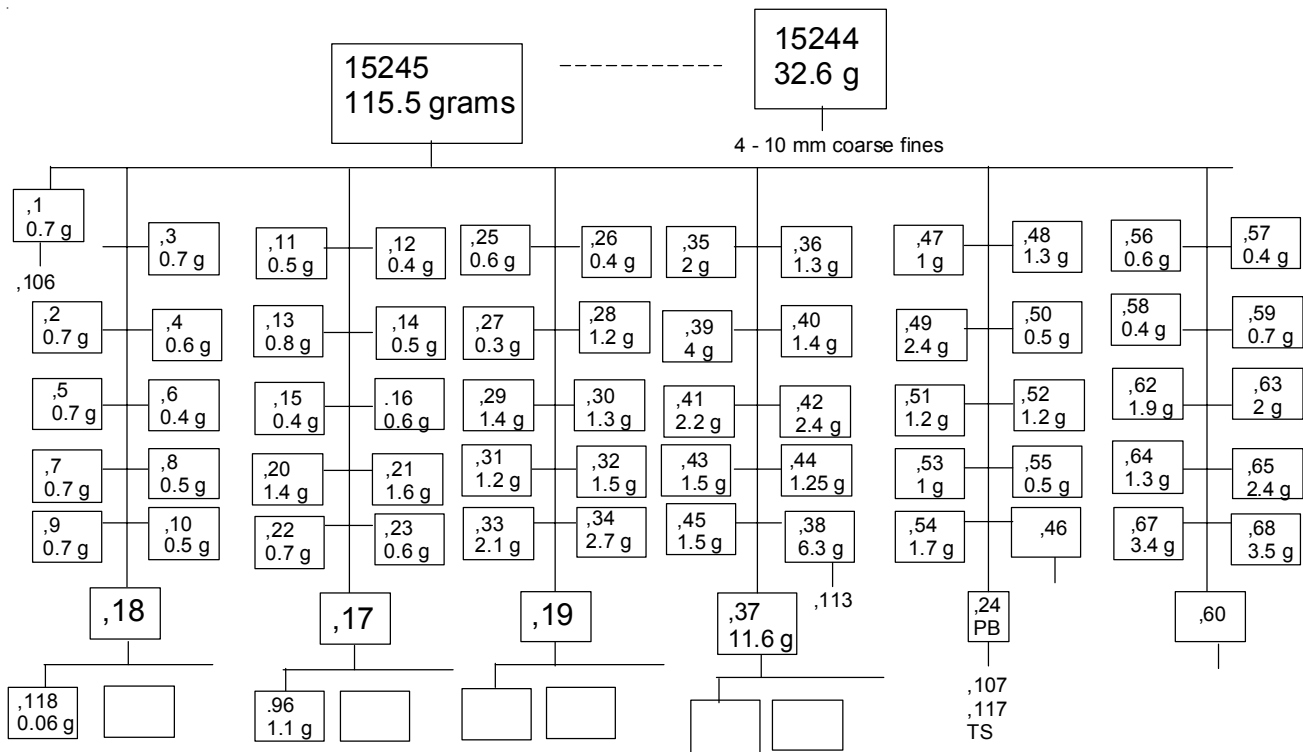 15245
115.5 grams
15244
32.6 g
4 - 10 mm coarse fines
,1
0.7 g
,106
,3
0.7 g
,2
0.7 g
,4
0.6 g
,5
0.7 g
,6
0.4 g
,7
0.7 g
,8
0.5 g
,9
0.7 g
,10
0.5 g
,18
,118
0.06 g
,11
0.5 g
,12
0.4 g
,13
0.8 g
,14
0.5 g
,15
0.4 g
.16
0.6 g
,20
1.4 g
,21
1.6 g
,22
0.7 g
,23
0.6 g
,17
.96
1.1 g
,25
0.6 g
,26
0.4 g
,27
0.3 g
,28
1.2 g
,29
1.4 g
,30
1.3 g
,31
1.2 g
,32
1.5 g
,33
2.1 g
,34
2.7 g
,19
,35
2 g
,36
1.3 g
,39
4 g
,40
1.4 g
,41
2.2 g
,42
2.4 g
,43
1.5 g
,44
1.25 g
,45
1.5 g
,38
6.3 g
,113
,37
11.6 g
,47
1 g
,48
1.3 g
,49
2.4 g
,50
0.5 g
,51
1.2 g
,52
1.2 g
,53
1 g
,55
0.5 g
,54
1.7 g
,46
,24
PB
,107
,117
TS
,56
0.6 g
,57
0.4 g
,58
0.4 g
,59
0.7 g
,62
1.9 g
,63
2 g
,64
1.3 g
,65
2.4 g
,67
3.4 g
,68
3.5 g
,60